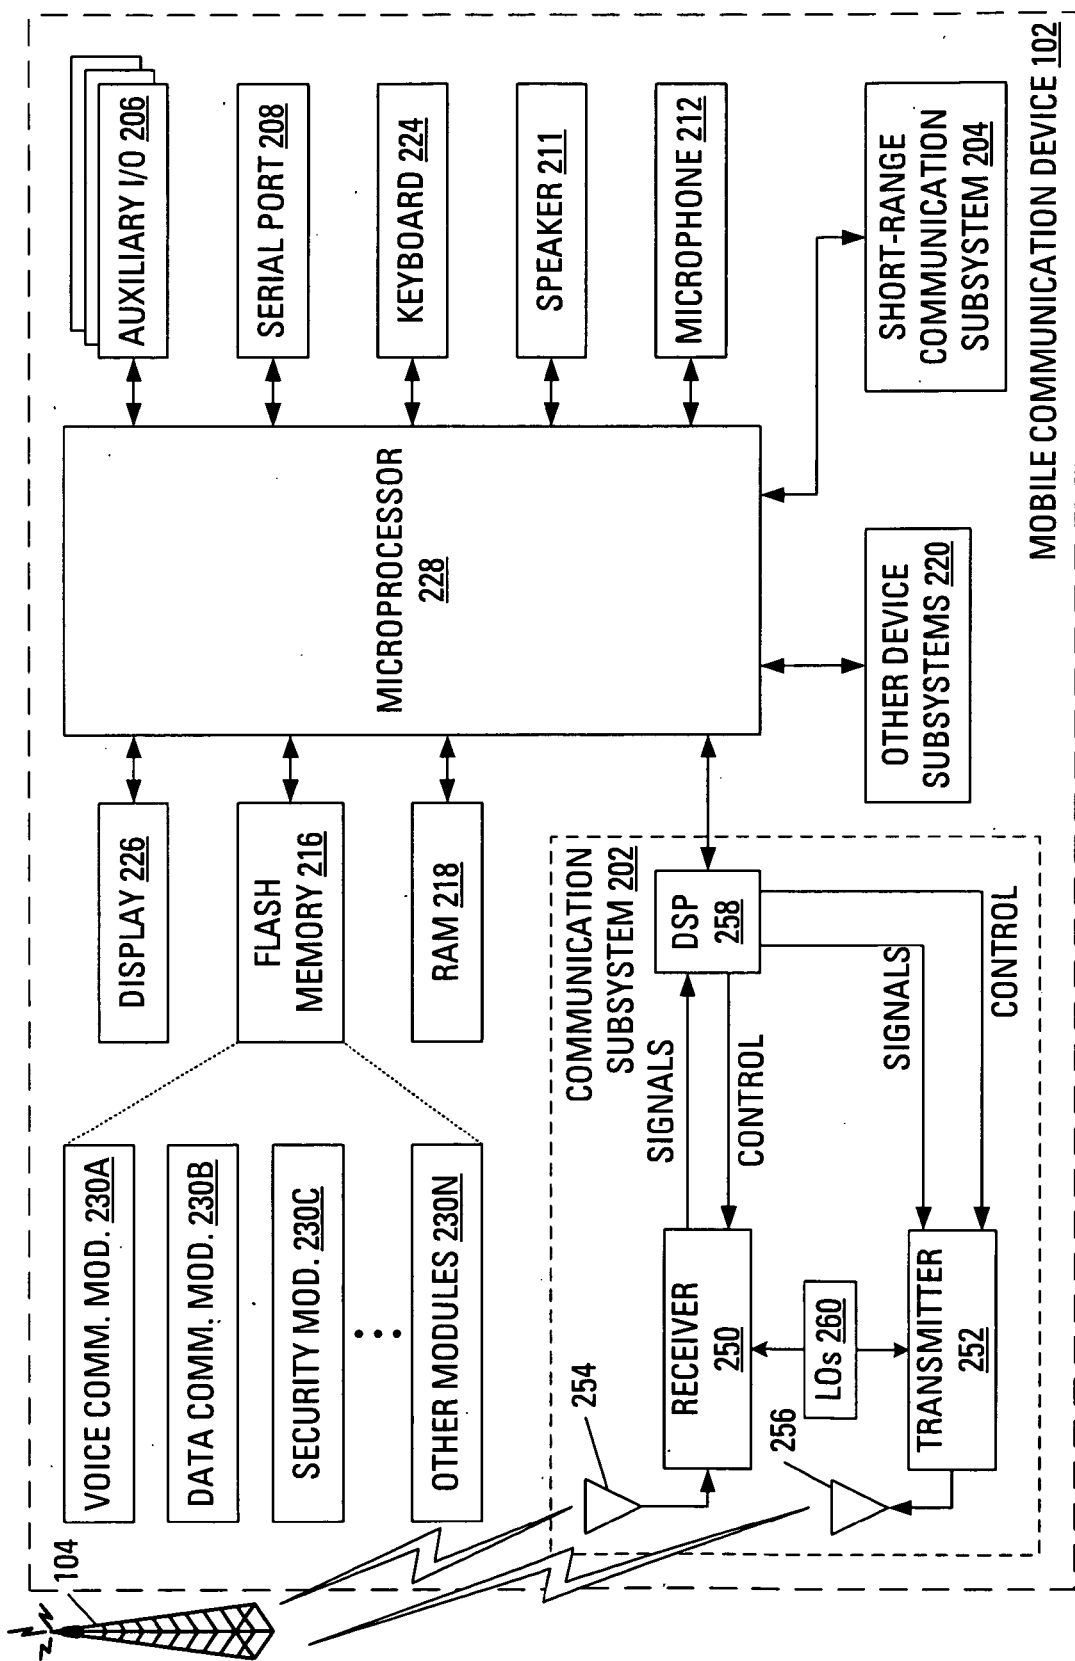 104
VOICE COMM. MOD. 230A
DATA COMM. MOD. 230B
SECURITY MOD. 230C
OTHER MODULES 230N
DISPLAY 226
FLASH
MEMORY 216
RAM 218
MICROPROCESSOR
228
AUXILIARY I/O 206
SERIAL PORT 208
KEYBOARD 224
SPEAKER 211
MICROPHONE 212
COMMUNICATION
SUBSYSTEM 202
254
RECEIVER
250
SIGNALS
CONTROL
DSP
258
256
LOs 260
TRANSMITTER
252
SIGNALS
CONTROL
OTHER DEVICE
SUBSYSTEMS 220
SHORT-RANGE
COMMUNICATION
SUBSYSTEM 204
MOBILE COMMUNICATION DEVICE 102